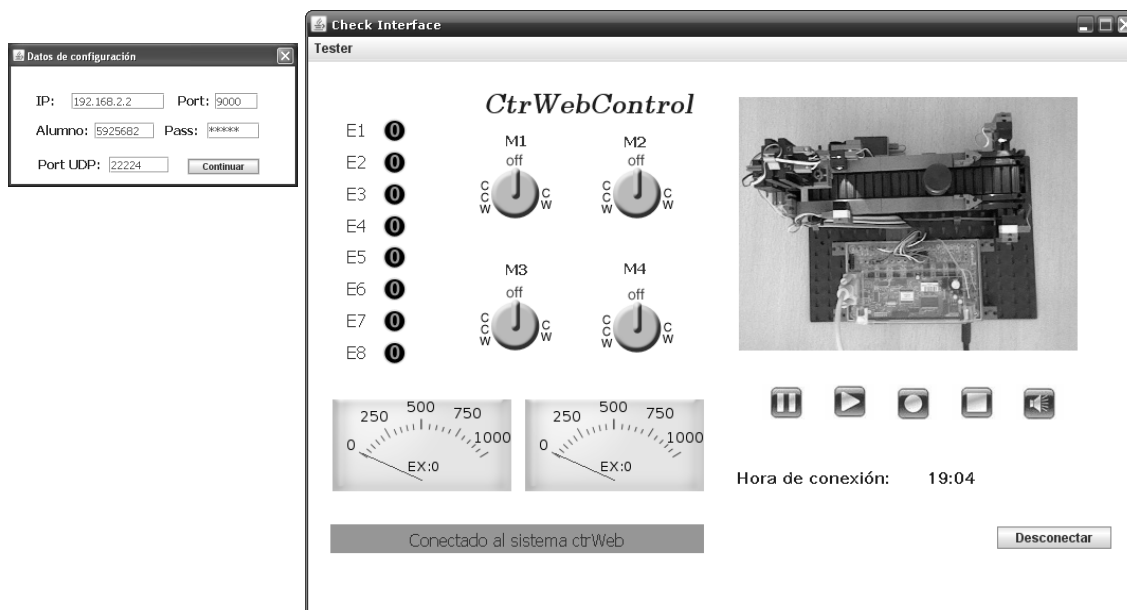 Datos de configuración
IP: 192.168.2.2 Port: 9000
Alumno: 5925682 Pass: *****
Port UDP: 22224 Continuar
Check Interface
Tester
CtrWebControl
E1 0
E2 0
E3 0
E4 0
E5 0
E6 0
E7 0
E8 0
M1
off
CCW CW
M2
off
CCW CW
M3
off
CCW CW
M4
off
CCW CW
0 250 500 750 1000
EX:0
0 250 500 750 1000
EX:0
Hora de conexión: 19:04
Conectado al sistema ctrWeb
Desconectar